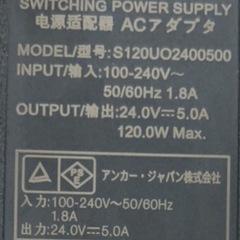 SWITCHING POWER SUPPLY
电源适配器 ACアダプタ
MODEL/型号:S120UO2400500
INPUT/输入:100-240V~
50/60Hz 1.8A
OUTPUT/输出:24.0V⎓5.0A
120.0W Max.
PSE
アンカー・ジャパン株式会社
入力:100-240V~50/60Hz
1.8A
出力:24.0V⎓5.0A